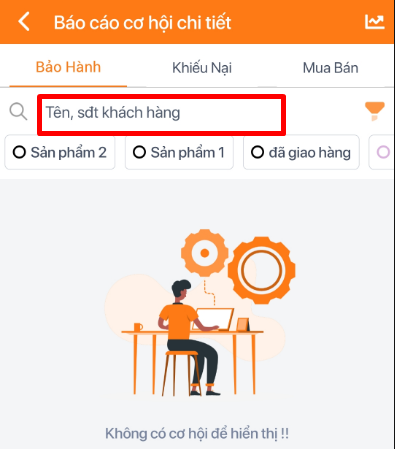 Báo cáo cơ hội chi tiết
Bảo Hành
Khiếu Nại
Mua Bán
Tên, sđt khách hàng
Sản phẩm 2
Sản phẩm 1
đã giao hàng
Không có cơ hội để hiển thị !!